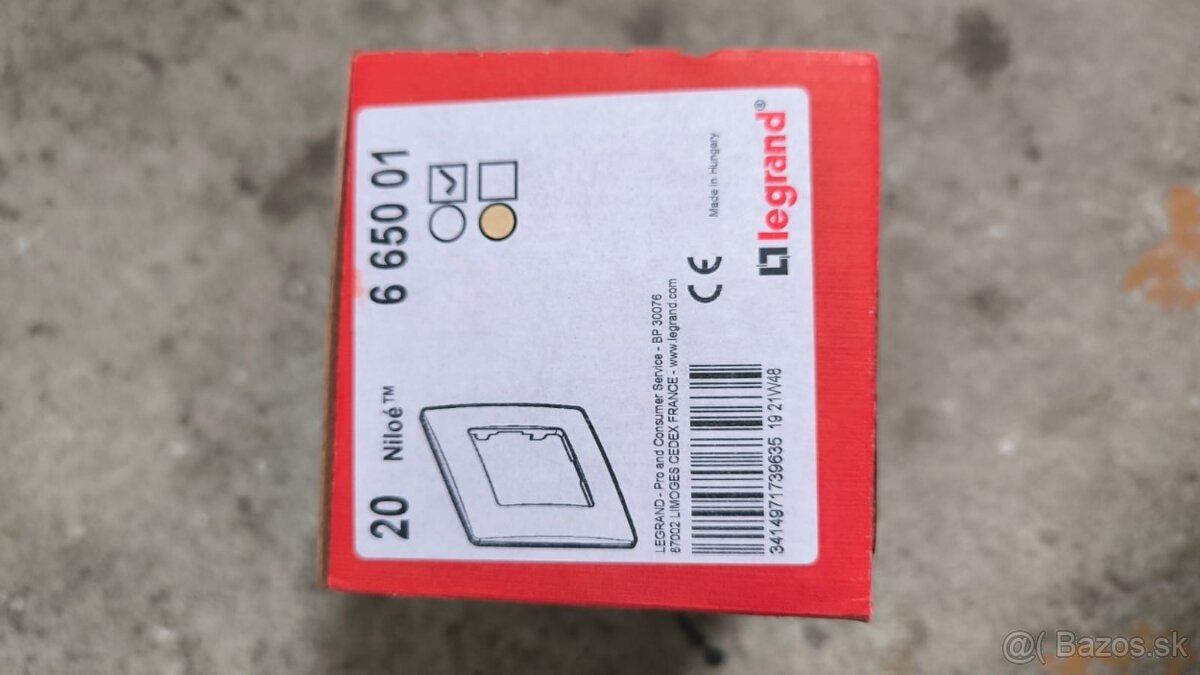 20 Niloé™ 6 650 01
LEGRAND - Pro and Consumer Service - BP 30076
87002 LIMOGES CEDEX FRANCE - www.legrand.com
CE
Made in Hungary
3414971739635 19 21W48
legrand®
@( Bazos.sk